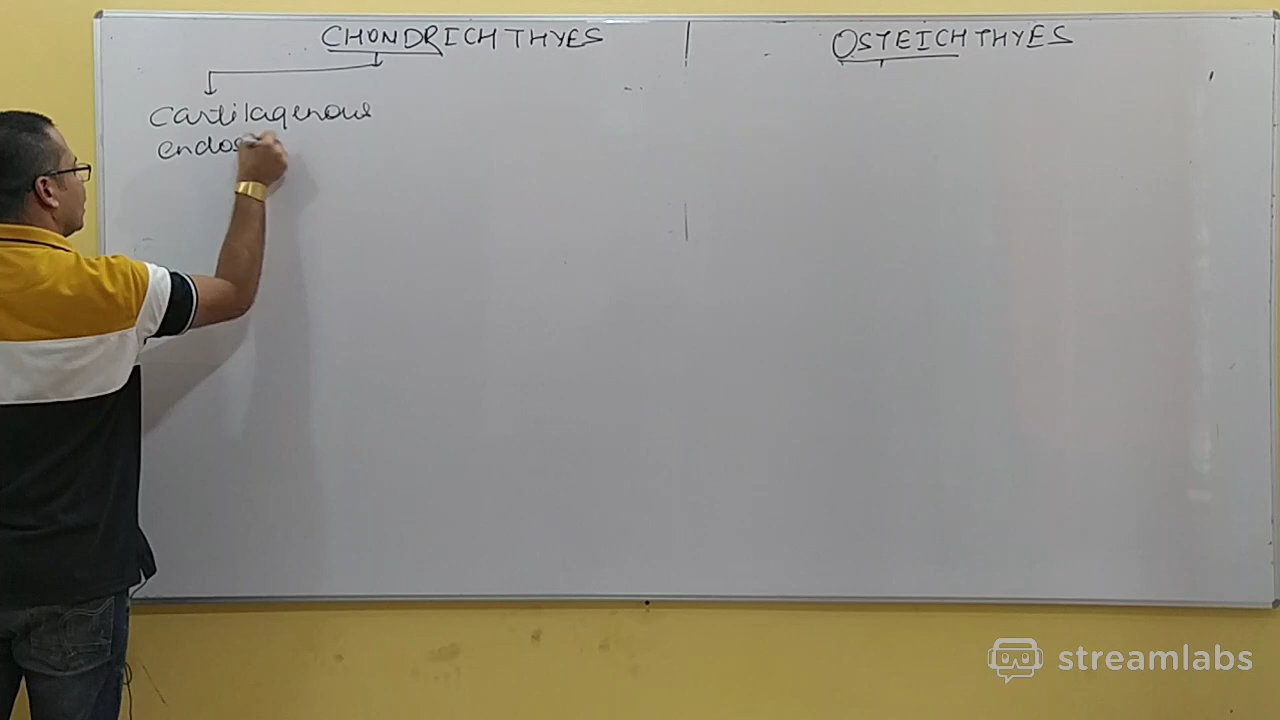 CHONDRICHTHYES
OSTEICHTHYES
cartilagenous
endos
streamlabs